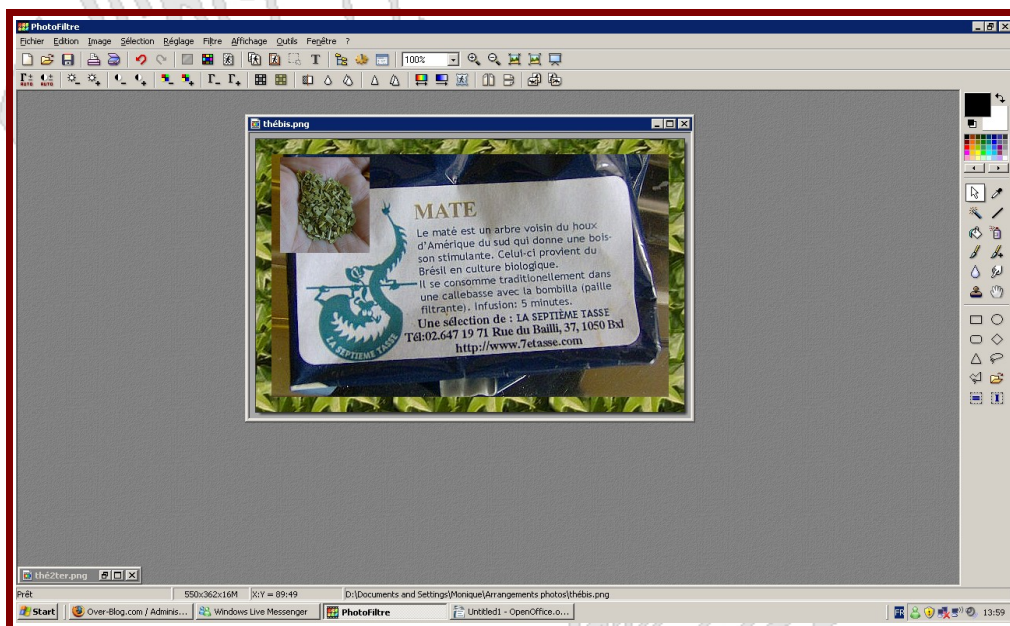 PhotoFiltre
Fichier Edition Image Sélection Réglage Filtre Affichage Outils Fenêtre ?
100%
thébis.png
MATE
Le maté est un arbre voisin du houx
d'Amérique du sud qui donne une bois-
son stimulante. Celui-ci provient du
Brésil en culture biologique.
Il se consomme traditionellement dans
une callebasse avec la bombilla (paille
filtrante). Infusion: 5 minutes.
Une sélection de : LA SEPTIÈME TASSE
Tél:02.647 19 71 Rue du Bailli, 37, 1050 Bxl
http://www.7etasse.com
LA SEPTIEME TASSE
thé2ter.png
Prêt 550x362x16M X:Y = 89:49 D:\Documents and Settings\Monique\Arrangements photos\thébis.png
Start Over-Blog.com / Adminis... Windows Live Messenger PhotoFiltre Untitled1 - OpenOffice.o... FR 13:59